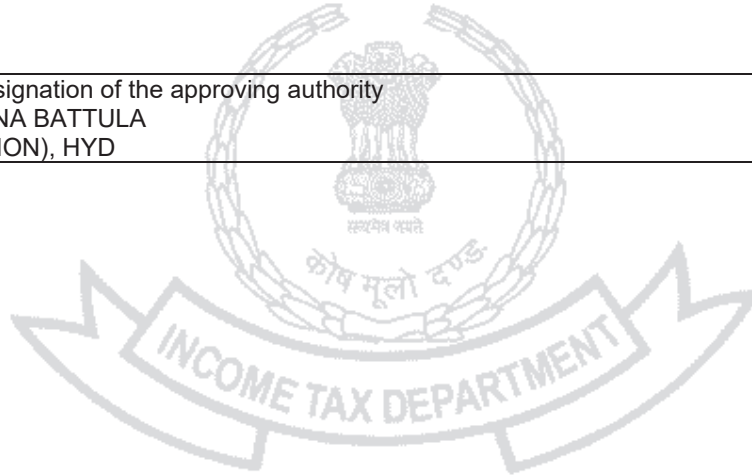 signation of the approving authority
NA BATTULA
ION), HYD
सत्यमेव जयते
कोष मूलो दण्डः
INCOME TAX DEPARTMENT